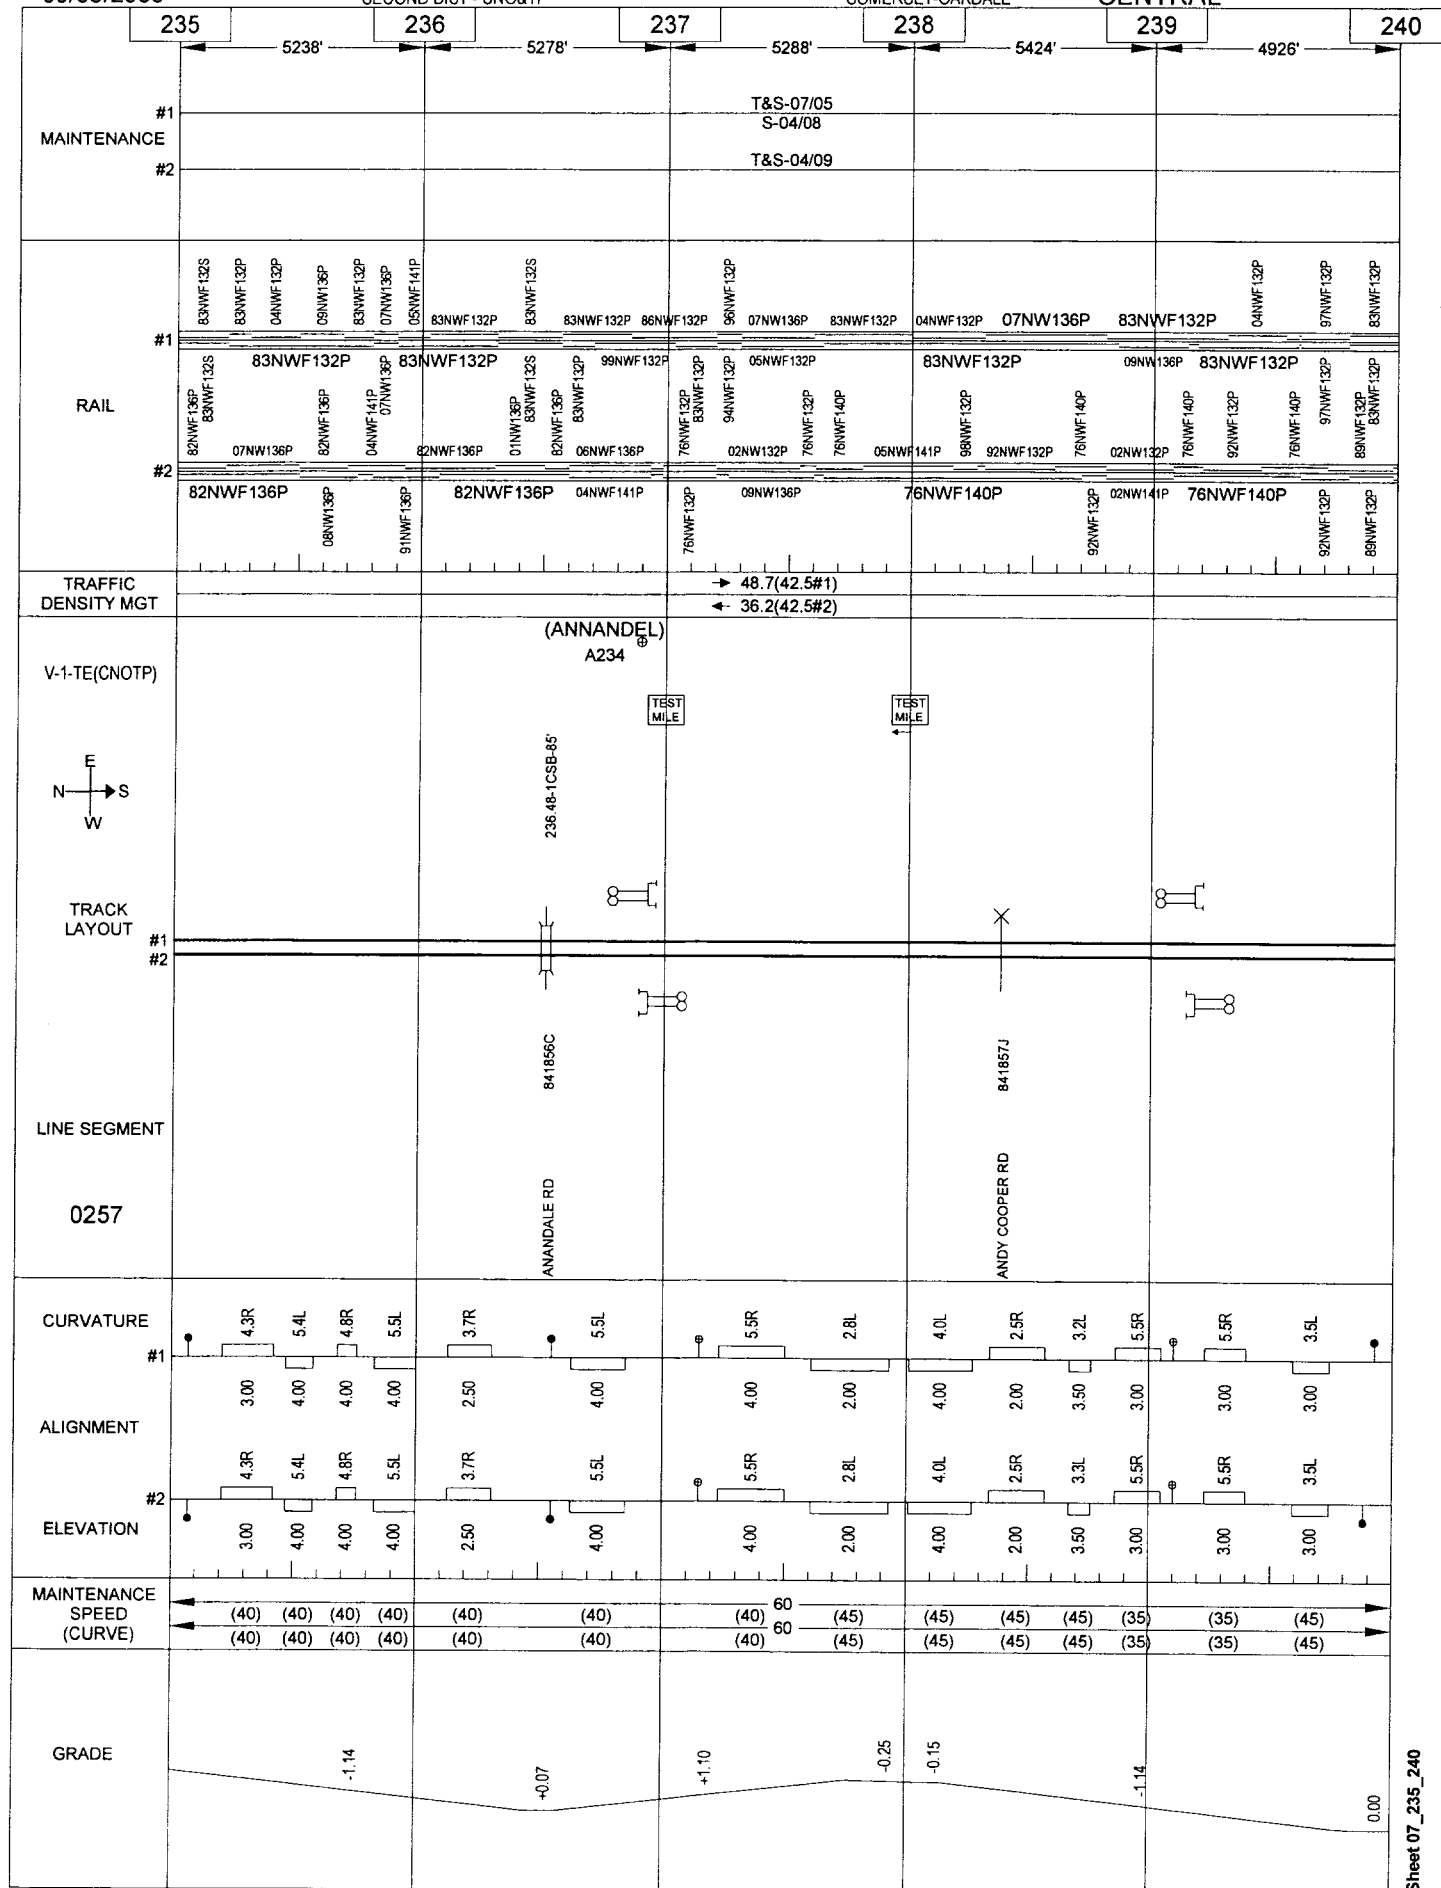 235 236 237 238 239 240
5238' 5278' 5288' 5424' 4926'
MAINTENANCE
#1
T&S-07/05
S-04/08
#2
T&S-04/09
RAIL
83NWF132S 83NWF132P 04NWF132P 09NW136P 83NWF132P 07NW136P 05NWF141P 83NWF132S 96NWF132P 04NWF132P 97NWF132P 83NWF132P
83NWF132P 83NWF132P 86NWF132P 07NW136P 83NWF132P 04NWF132P 07NW136P 83NWF132P
#1
83NWF132P 83NWF132P 99NWF132P 05NWF132P 83NWF132P 09NW136P 83NWF132P
82NWF136P 83NWF132S 82NWF136P 04NWF141P 07NW136P 01NW136P 83NWF132S 82NWF136P 83NWF132P 76NWF132P 83NWF132P 94NWF132P 76NWF132P 76NWF140P 98NWF132P 76NWF140P 76NWF140P 92NWF132P 76NWF140P 97NWF132P 89NWF132P 83NWF132P
07NW136P 82NWF136P 06NWF136P 02NW132P 05NWF141P 92NWF132P 02NW132P
#2
82NWF136P 82NWF136P 04NWF141P 09NW136P 76NWF140P 02NW141P 76NWF140P
08NW136P 91NWF136P 76NWF132P 92NWF132P 92NWF132P 89NWF132P
TRAFFIC
DENSITY MGT
48.7(42.5#1)
36.2(42.5#2)
(ANNANDEL)
A234
V-1-TE(CNOTP)
TEST
MILE
TEST
MILE
236.48-1CSB-85'
E
N S
W
TRACK
LAYOUT
#1
#2
841856C 841857J
LINE SEGMENT
0257
ANANDALE RD ANDY COOPER RD
CURVATURE
4.3R 5.4L 4.8R 5.5L 3.7R 5.5L 5.5R 2.8L 4.0L 2.5R 3.2L 5.5R 5.5R 3.5L
#1
3.00 4.00 4.00 4.00 2.50 4.00 4.00 2.00 4.00 2.00 3.50 3.00 3.00 3.00
ALIGNMENT
4.3R 5.4L 4.8R 5.5L 3.7R 5.5L 5.5R 2.8L 4.0L 2.5R 3.3L 5.5R 5.5R 3.5L
#2
ELEVATION
3.00 4.00 4.00 4.00 2.50 4.00 4.00 2.00 4.00 2.00 3.50 3.00 3.00 3.00
MAINTENANCE
SPEED
(CURVE)
60
(40) (40) (40) (40) (40) (40) (40) (45) (45) (45) (45) (35) (35) (45)
60
(40) (40) (40) (40) (40) (40) (40) (45) (45) (45) (45) (35) (35) (45)
GRADE
-1.14 +0.07 +1.10 -0.25 -0.15 -1.14 0.00
Sheet 07_235_240